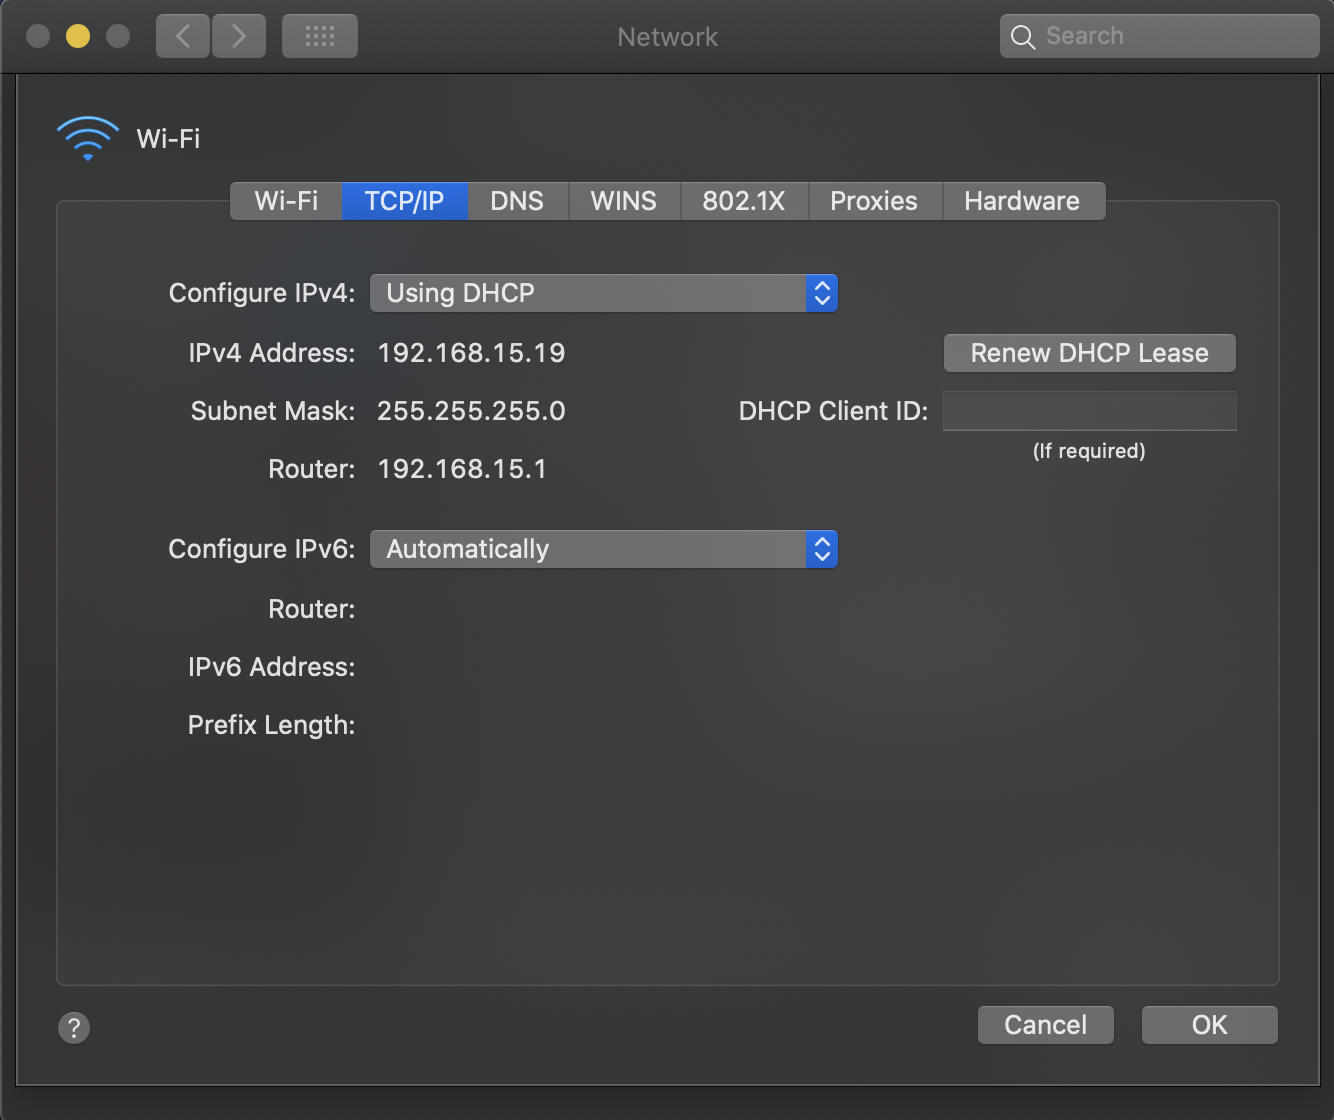 Network
Search
Wi-Fi
Wi-Fi TCP/IP DNS WINS 802.1X Proxies Hardware
Configure IPv4: Using DHCP
IPv4 Address: 192.168.15.19 Renew DHCP Lease
Subnet Mask: 255.255.255.0 DHCP Client ID:
(If required)
Router: 192.168.15.1
Configure IPv6: Automatically
Router:
IPv6 Address:
Prefix Length:
? Cancel OK